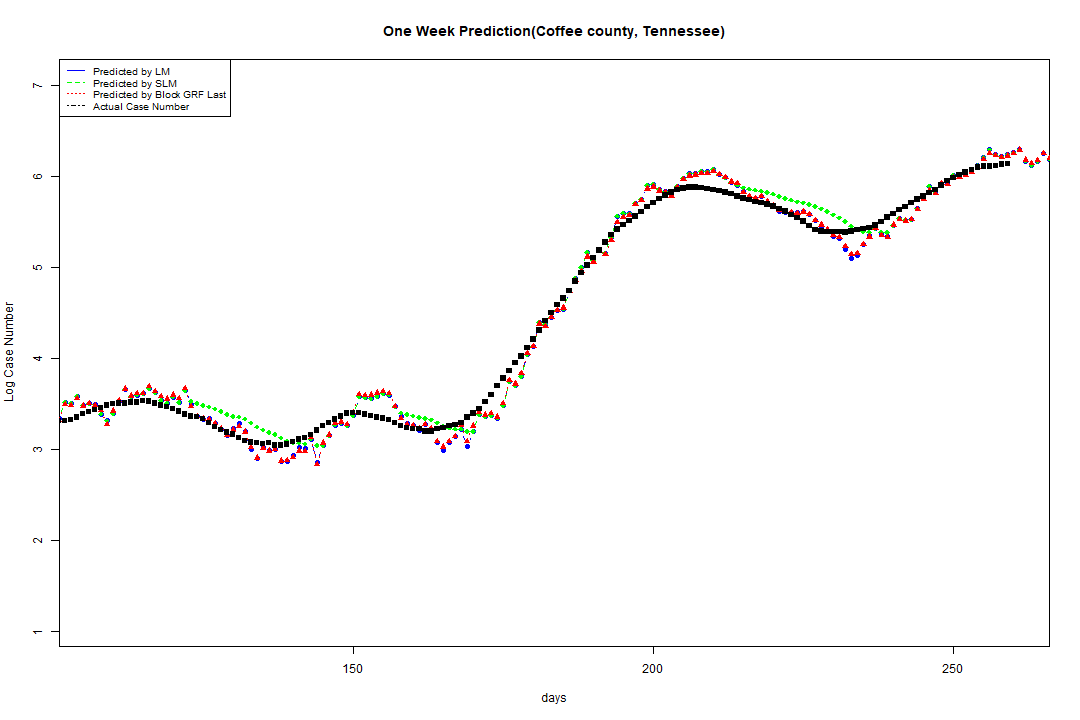 One Week Prediction(Coffee county, Tennessee)
Predicted by LM
Predicted by SLM
Predicted by Block GRF Last
Actual Case Number
7
6
5
4
3
2
1
Log Case Number
150
200
250
days